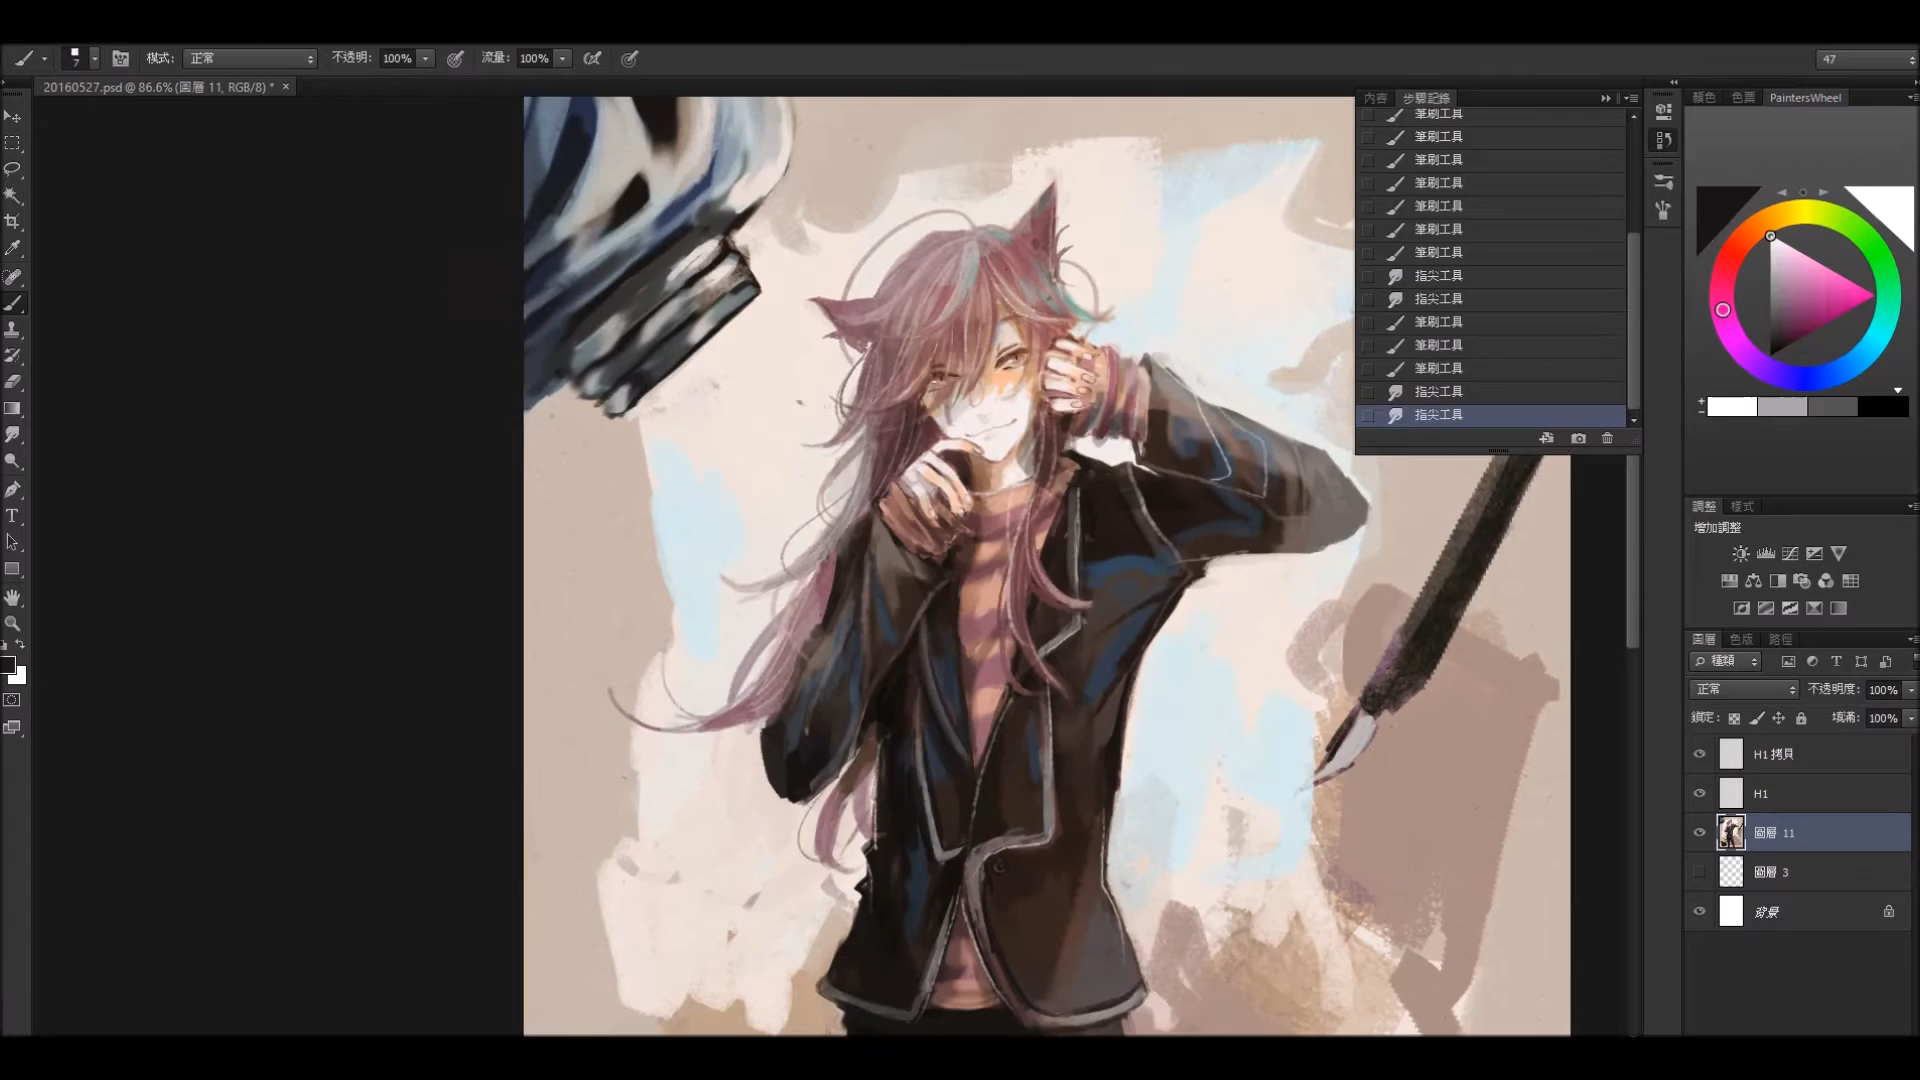 7 模式: 正常 不透明: 100% 流量: 100% 47
20160527.psd @ 86.6% (圖層 11, RGB/8) * ×
內容 步驟記錄
筆刷工具
筆刷工具
筆刷工具
筆刷工具
筆刷工具
筆刷工具
筆刷工具
指尖工具
指尖工具
筆刷工具
筆刷工具
筆刷工具
指尖工具
指尖工具
顏色 色票 PaintersWheel
調整 樣式
增加調整
圖層 色版 路徑
種類
正常 不透明度: 100%
鎖定: 填滿: 100%
H1 拷貝
H1
圖層 11
圖層 3
背景